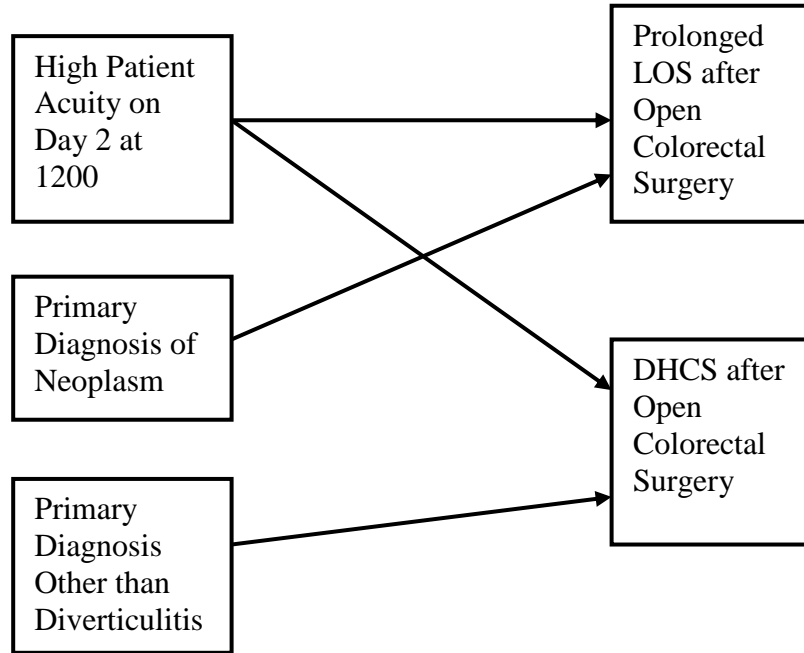 High Patient
Acuity on
Day 2 at
1200
Primary
Diagnosis of
Neoplasm
Primary
Diagnosis
Other than
Diverticulitis
Prolonged
LOS after
Open
Colorectal
Surgery
DHCS after
Open
Colorectal
Surgery